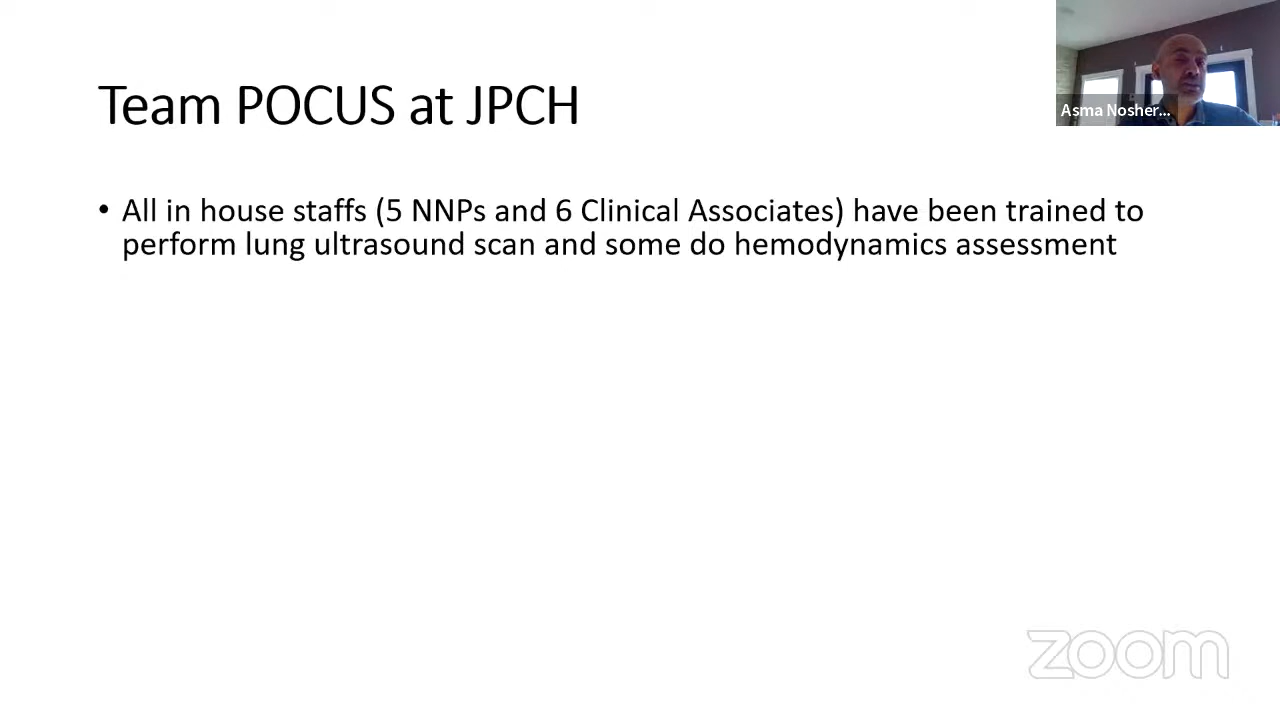 Team POCUS at JPCH
Asma Nosher...
• All in house staffs (5 NNPs and 6 Clinical Associates) have been trained to
perform lung ultrasound scan and some do hemodynamics assessment
zoom